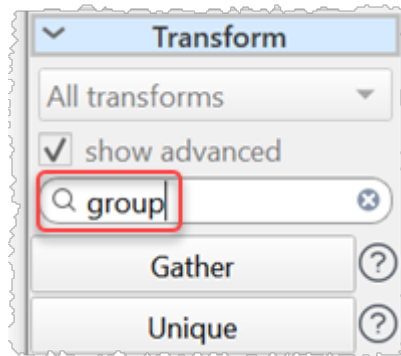 Transform
All transforms
show advanced
group
Gather
?
Unique
?